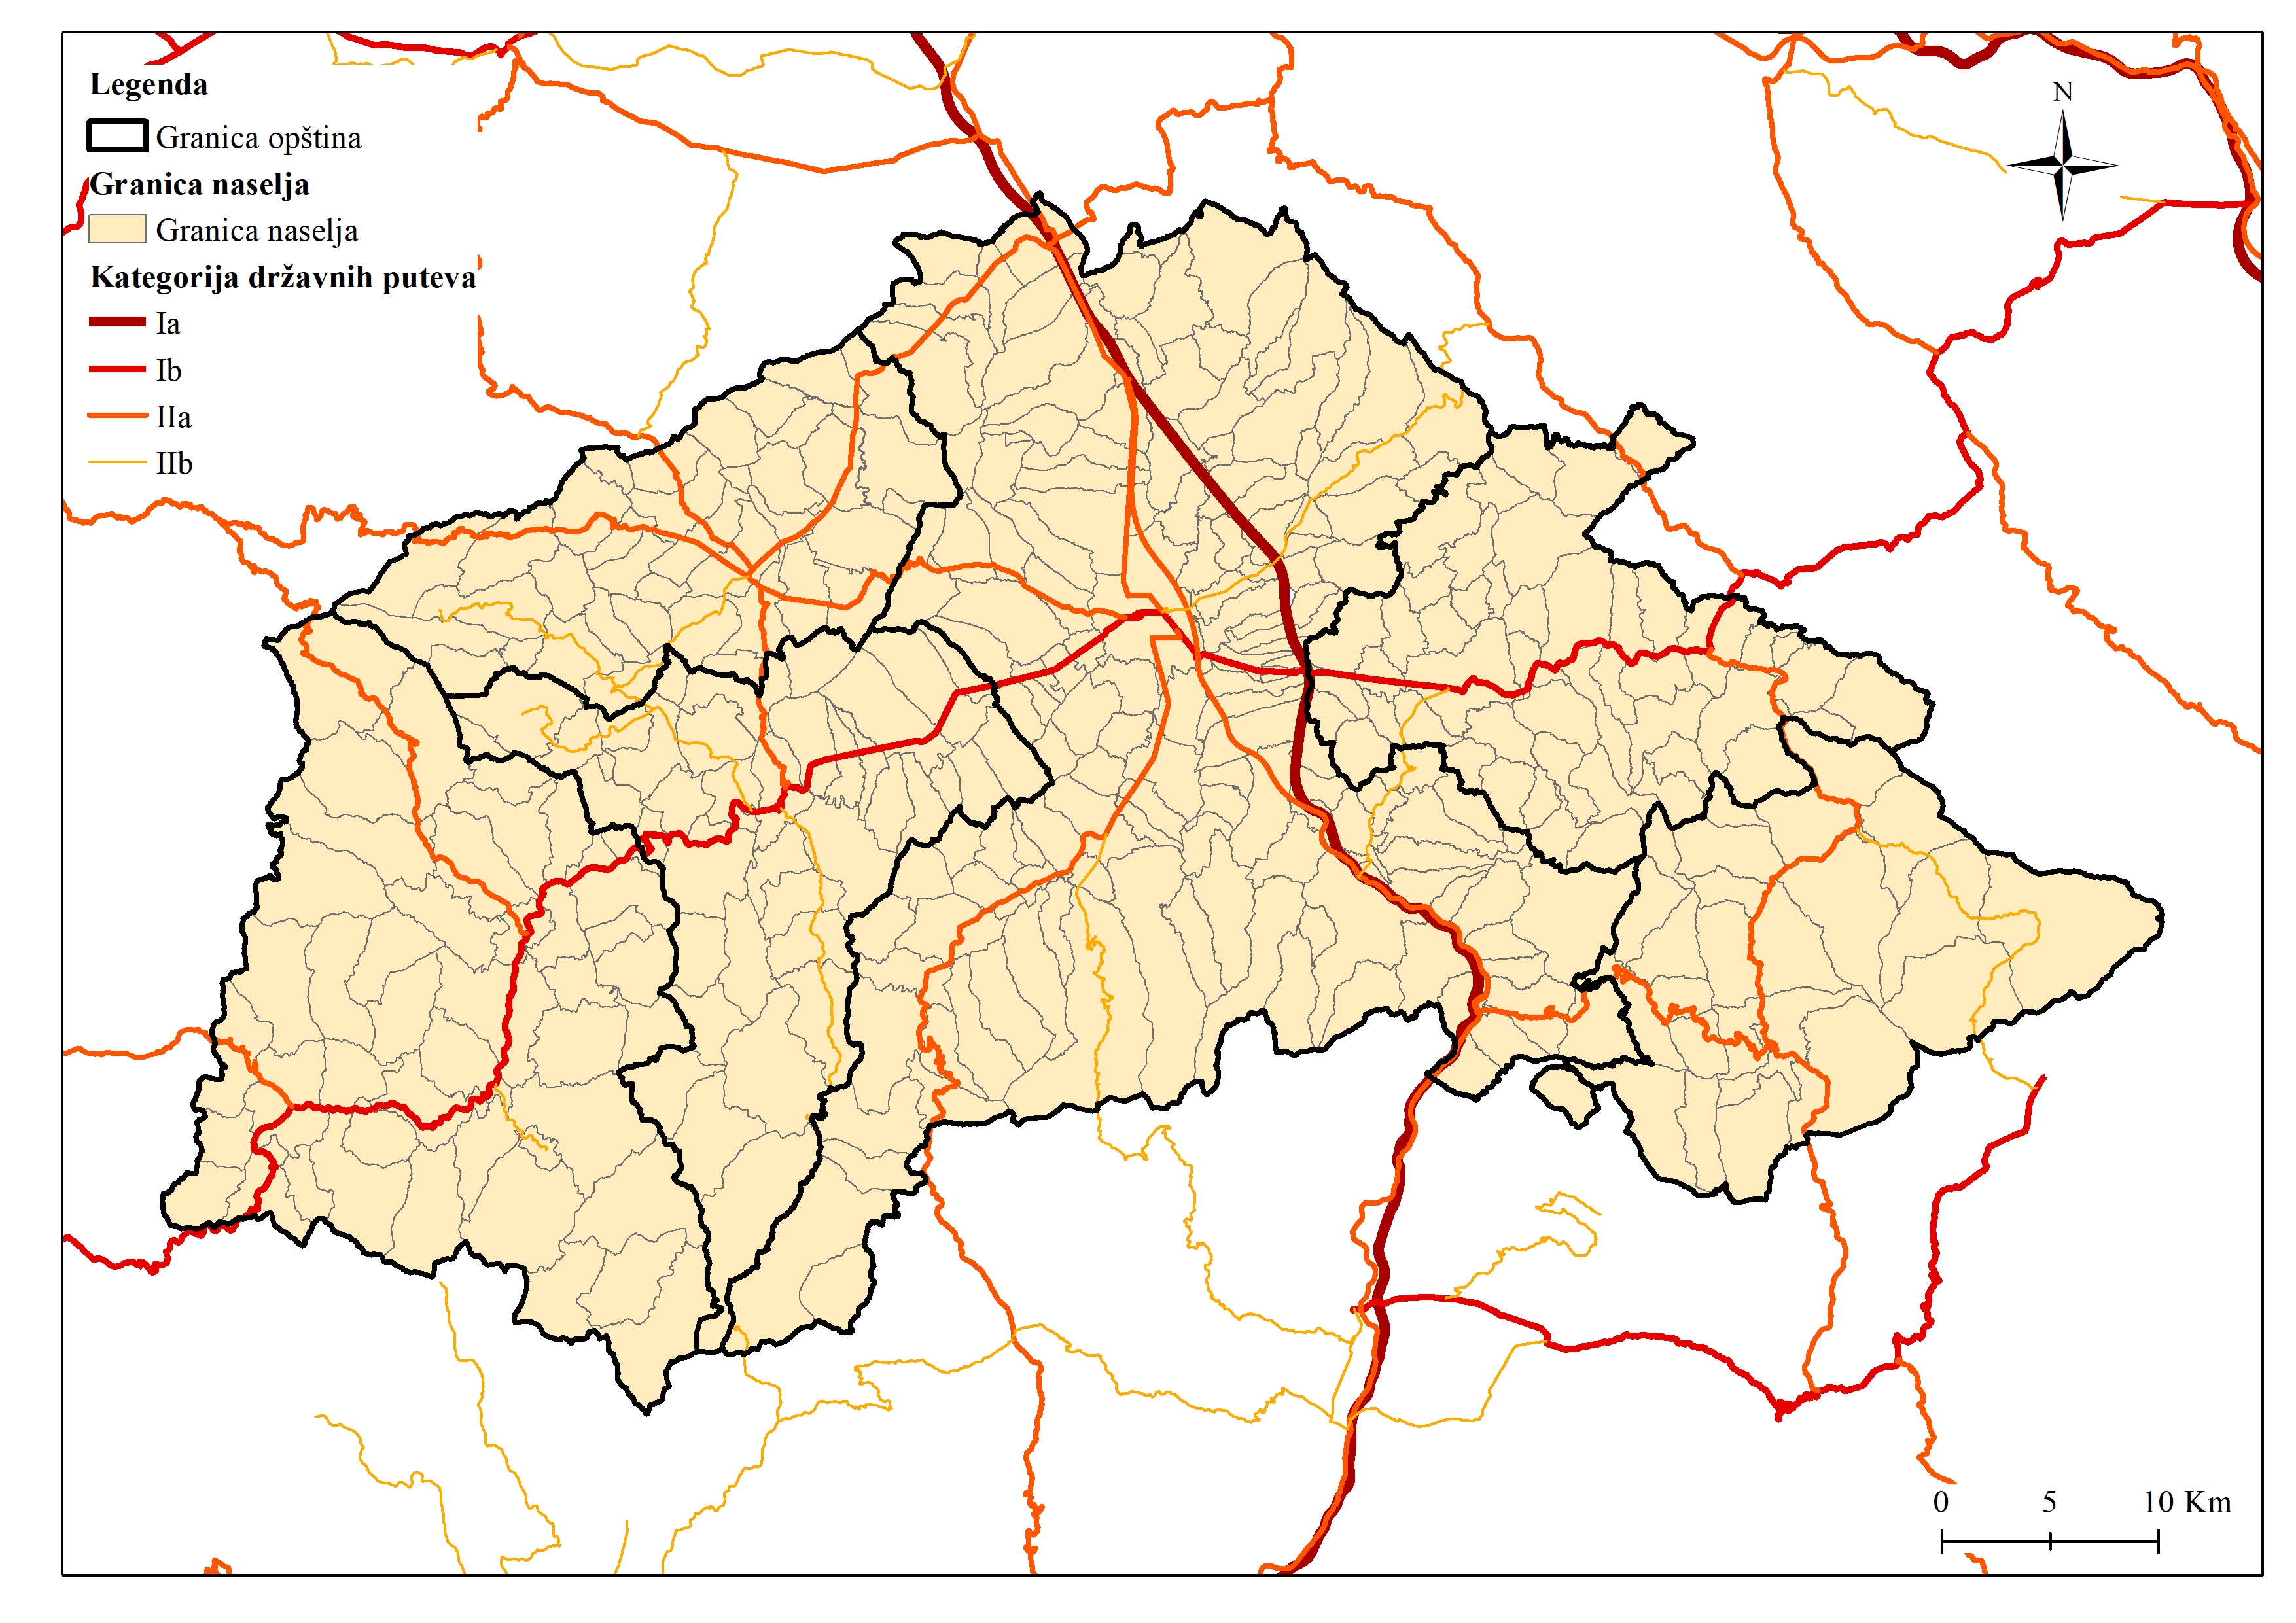 Legenda
Granica opština
Granica naselja
Granica naselja
Kategorija državnih puteva
Ia
Ib
IIa
IIb
N
0 5 10 Km